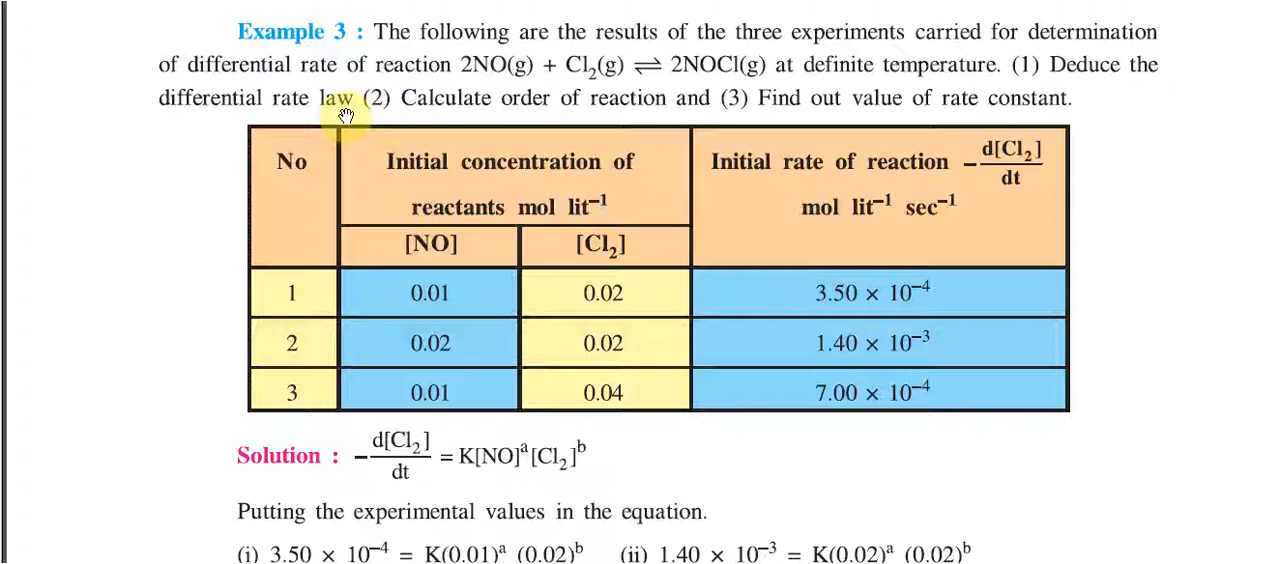 Example 3 : The following are the results of the three experiments carried for determination
of differential rate of reaction 2NO(g) + Cl₂(g) ⇌ 2NOCl(g) at definite temperature. (1) Deduce the
differential rate law (2) Calculate order of reaction and (3) Find out value of rate constant.
No
Initial concentration of
reactants mol lit⁻¹
Initial rate of reaction −d[Cl₂]/dt
mol lit⁻¹ sec⁻¹
[NO] [Cl₂]
1 0.01 0.02 3.50 × 10⁻⁴
2 0.02 0.02 1.40 × 10⁻³
3 0.01 0.04 7.00 × 10⁻⁴
Solution : −d[Cl₂]/dt = K[NO]ᵃ[Cl₂]ᵇ
Putting the experimental values in the equation.
(i) 3.50 × 10⁻⁴ = K(0.01)ᵃ (0.02)ᵇ (ii) 1.40 × 10⁻³ = K(0.02)ᵃ (0.02)ᵇ